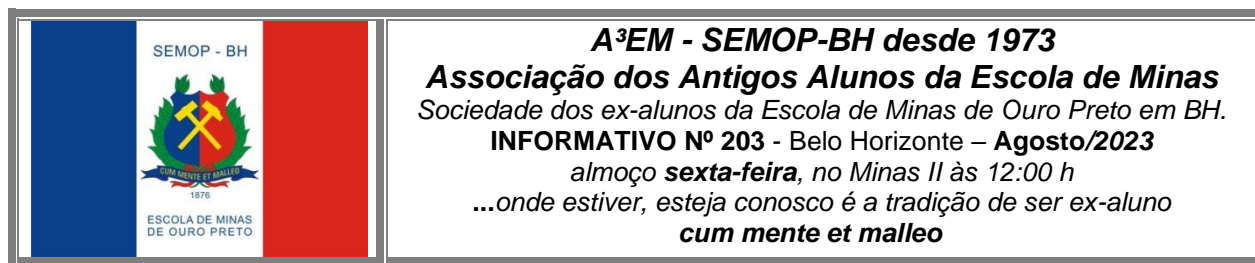 SEMOP - BH
CUM MENTE ET MALLEO
1876
ESCOLA DE MINAS
DE OURO PRETO
A³EM - SEMOP-BH desde 1973
Associação dos Antigos Alunos da Escola de Minas
Sociedade dos ex-alunos da Escola de Minas de Ouro Preto em BH.
INFORMATIVO Nº 203 - Belo Horizonte – Agosto/2023
almoço sexta-feira, no Minas II às 12:00 h
...onde estiver, esteja conosco é a tradição de ser ex-aluno
cum mente et malleo